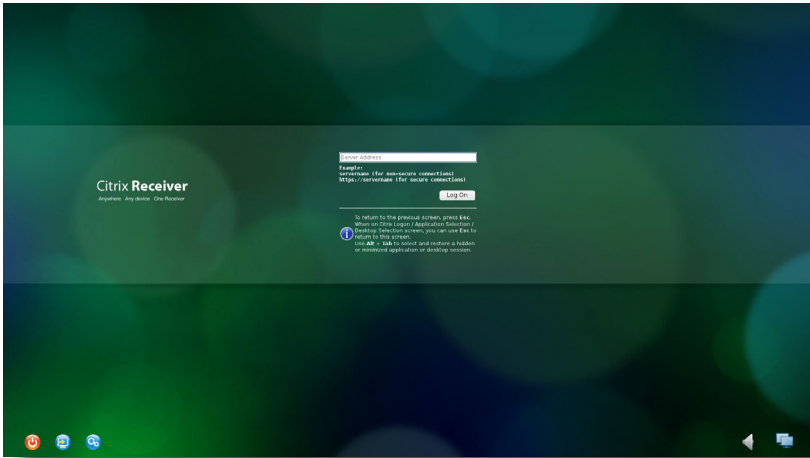 Server Address
Example:
servername (for non-secure connections)
https://servername (for secure connections)
Citrix Receiver
Anywhere Any device One Receiver
Log On
To return to the previous screen, press Esc.
When on Citrix Logon / Application Selection /
Desktop Selection screen, you can use Esc to
return to this screen.
Use Alt + Tab to select and restore a hidden
or minimized application or desktop session.